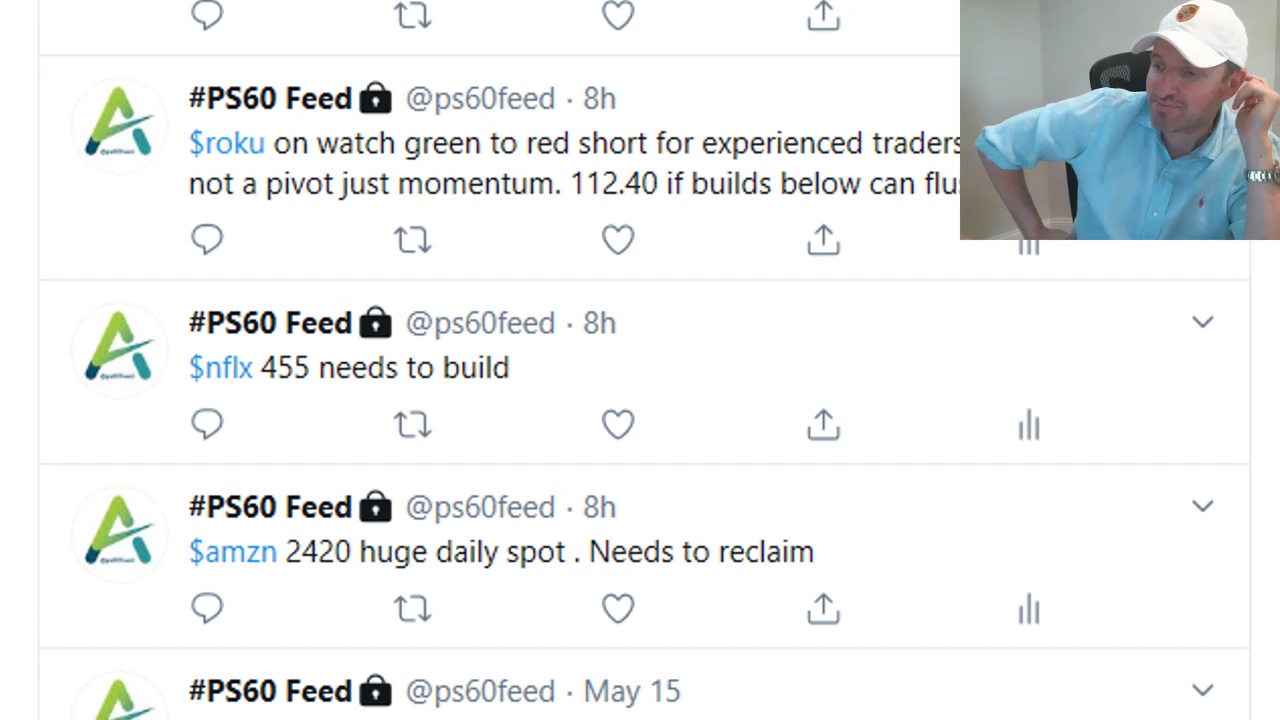 #PS60 Feed @ps60feed · 8h
$roku on watch green to red short for experienced traders
not a pivot just momentum. 112.40 if builds below can
#PS60 Feed @ps60feed · 8h
$nflx 455 needs to build
#PS60 Feed @ps60feed · 8h
$amzn 2420 huge daily spot . Needs to reclaim
#PS60 Feed @ps60feed · May 15